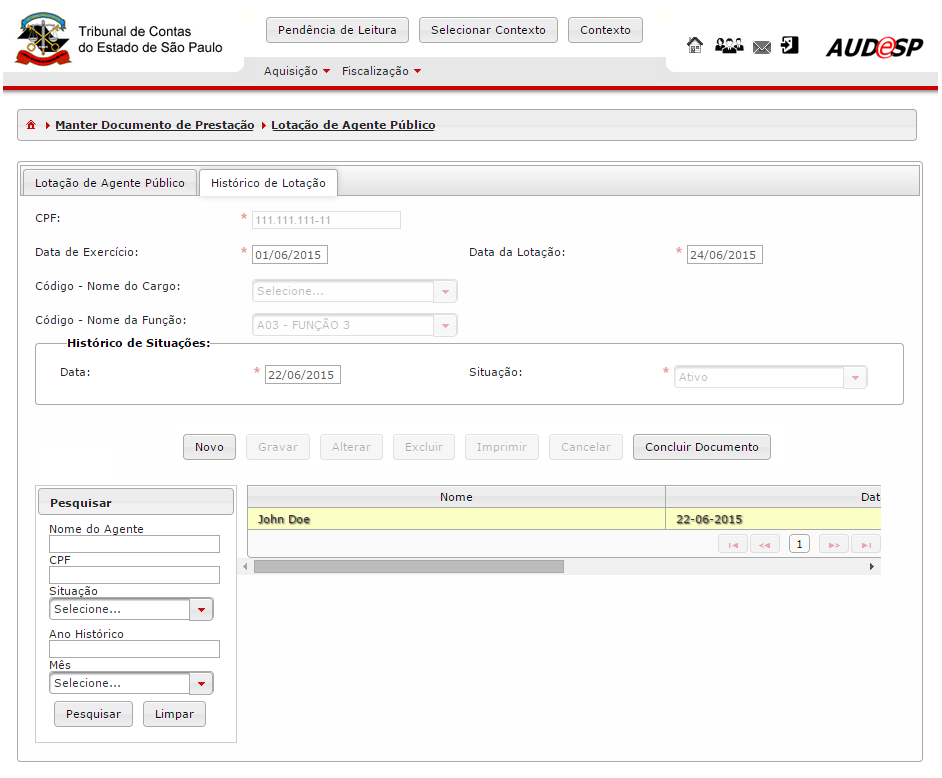 Tribunal de Contas
do Estado de São Paulo
Pendência de Leitura Selecionar Contexto Contexto
AUDeSP
Aquisição Fiscalização
Manter Documento de Prestação Lotação de Agente Público
Lotação de Agente Público Histórico de Lotação
CPF: * 111.111.111-11
Data de Exercício: * 01/06/2015 Data da Lotação: * 24/06/2015
Código - Nome do Cargo: Selecione...
Código - Nome da Função: A03 - FUNÇÃO 3
Histórico de Situações:
Data: * 22/06/2015 Situação: * Ativo
Novo Gravar Alterar Excluir Imprimir Cancelar Concluir Documento
Pesquisar
Nome do Agente
CPF
Situação
Selecione...
Ano Histórico
Mês
Selecione...
Pesquisar Limpar
Nome Dat
John Doe 22-06-2015
1